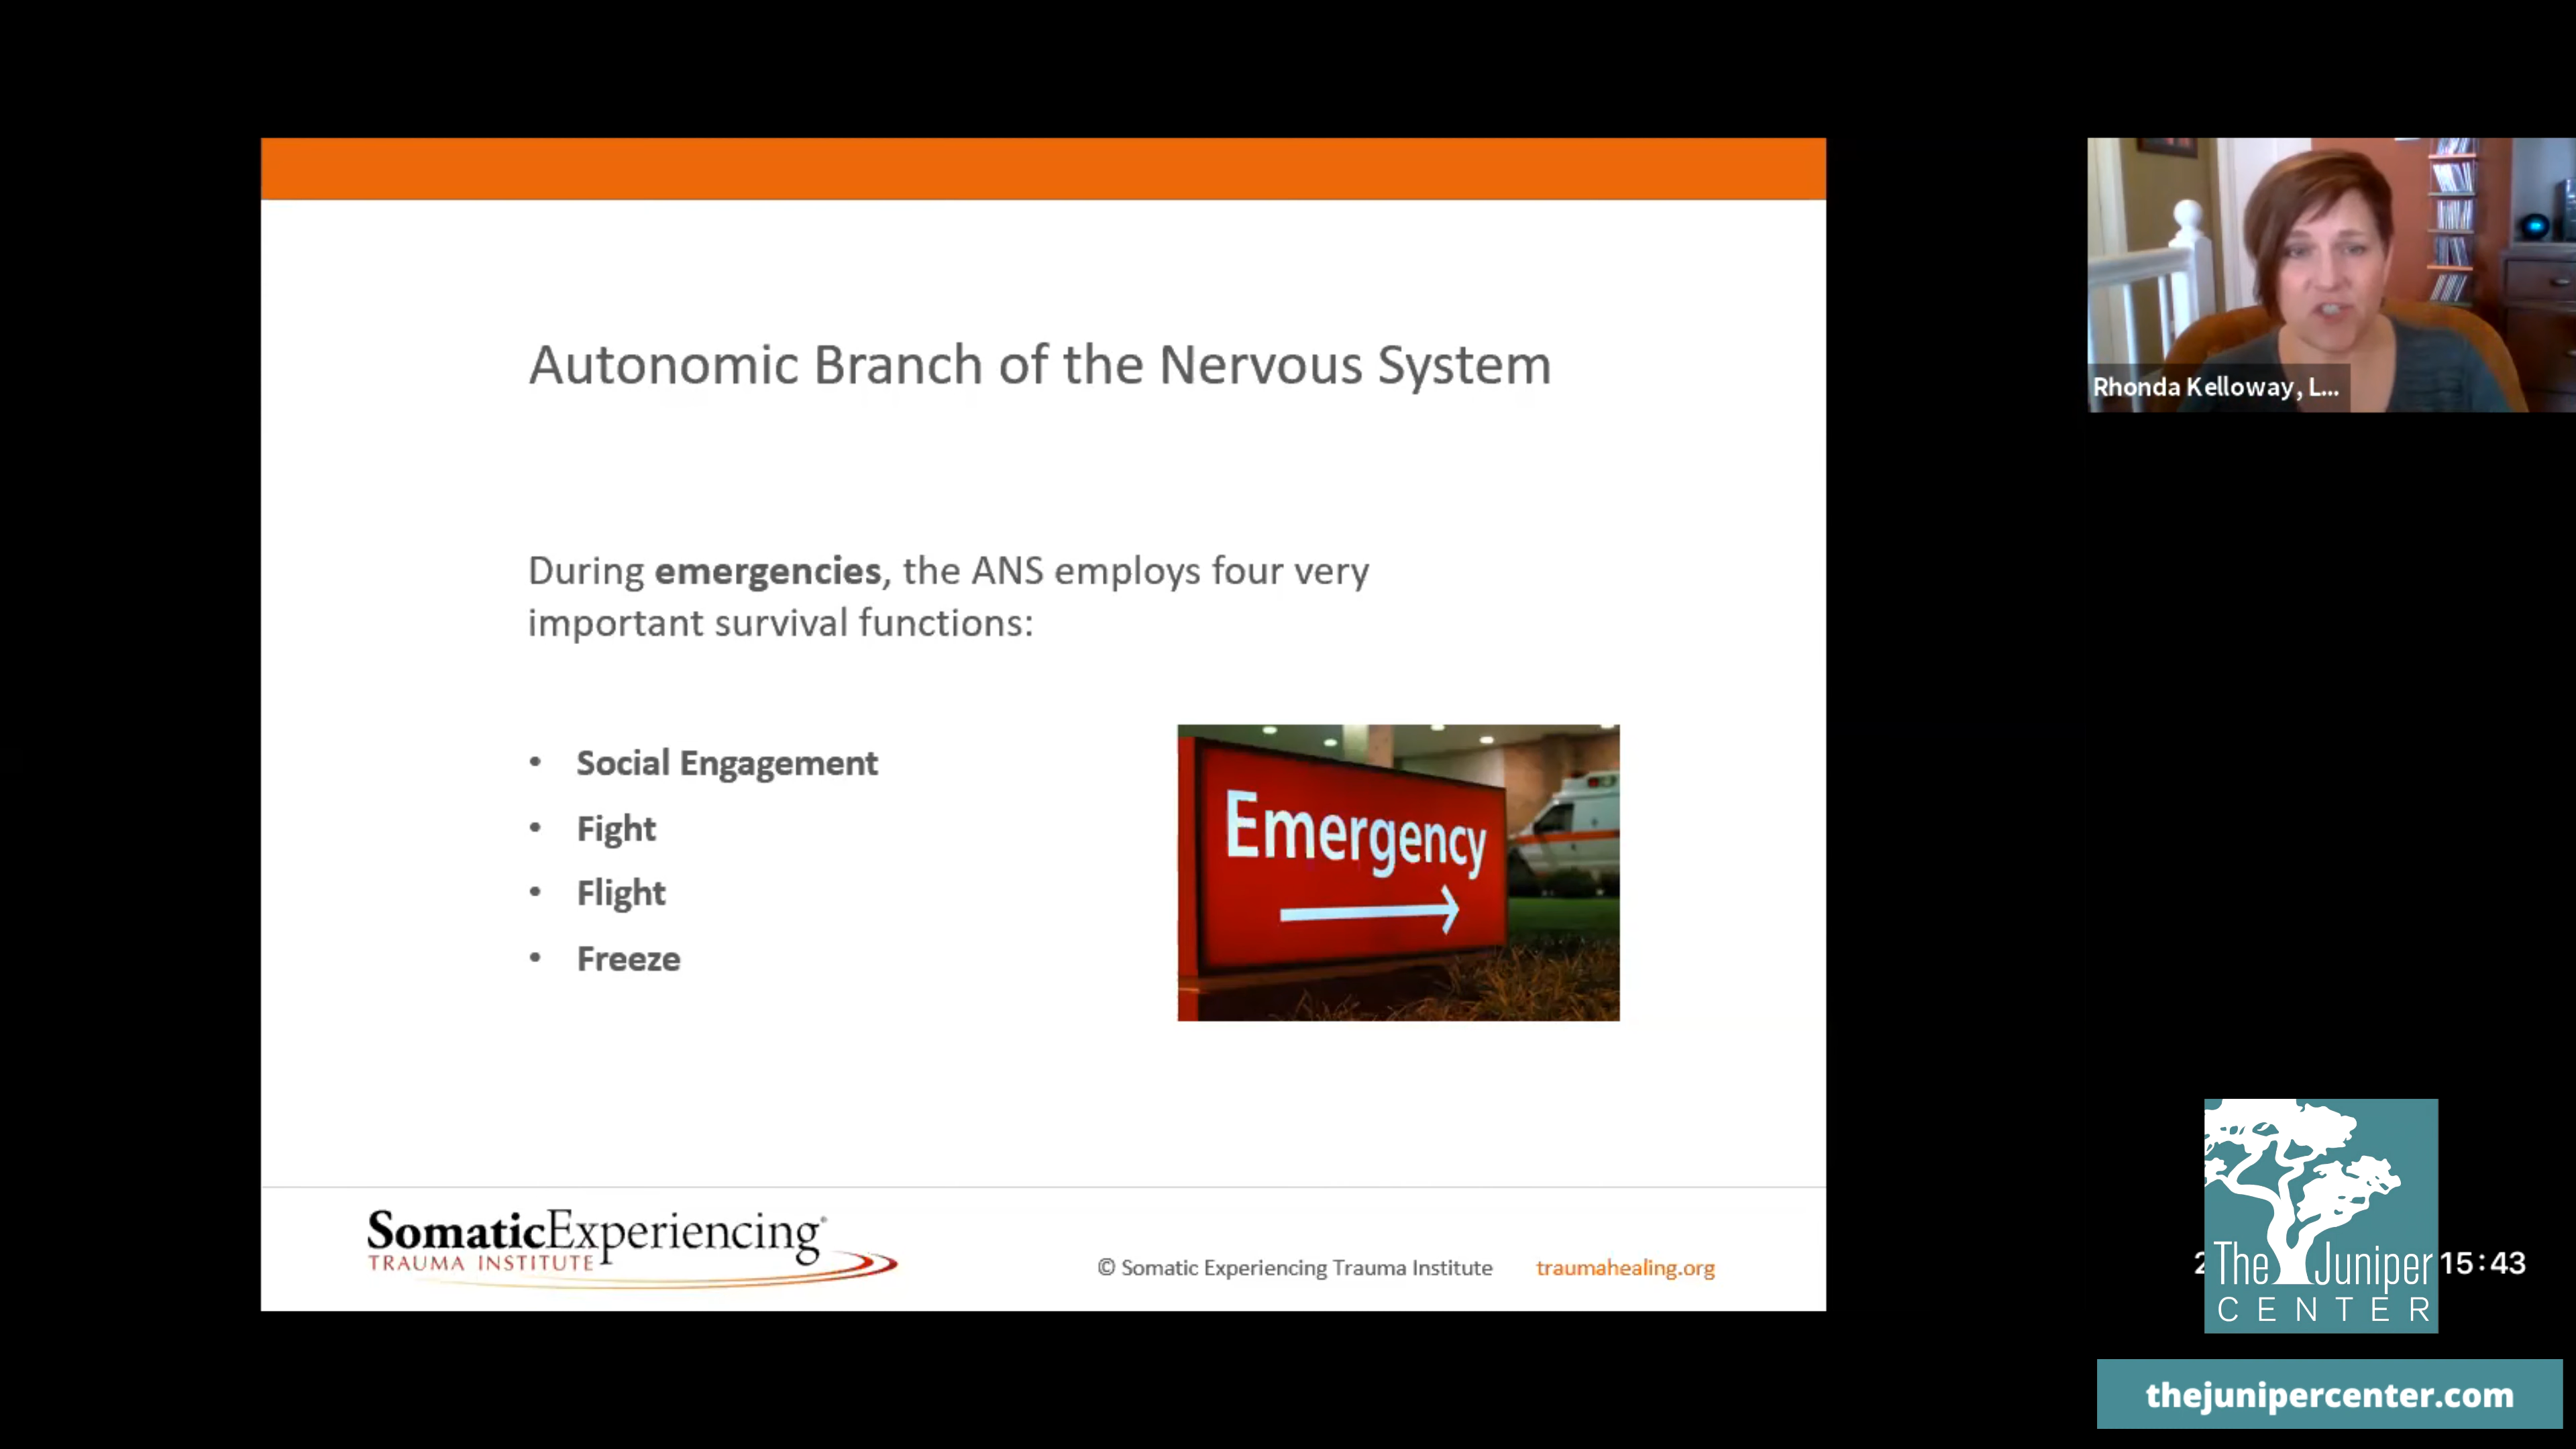 Autonomic Branch of the Nervous System
During emergencies, the ANS employs four very
important survival functions:
• Social Engagement
• Fight
• Flight
• Freeze
Emergency
SomaticExperiencing®
TRAUMA INSTITUTE
© Somatic Experiencing Trauma Institute traumahealing.org
Rhonda Kelloway, L...
The Juniper
CENTER
15:43
thejunipercenter.com